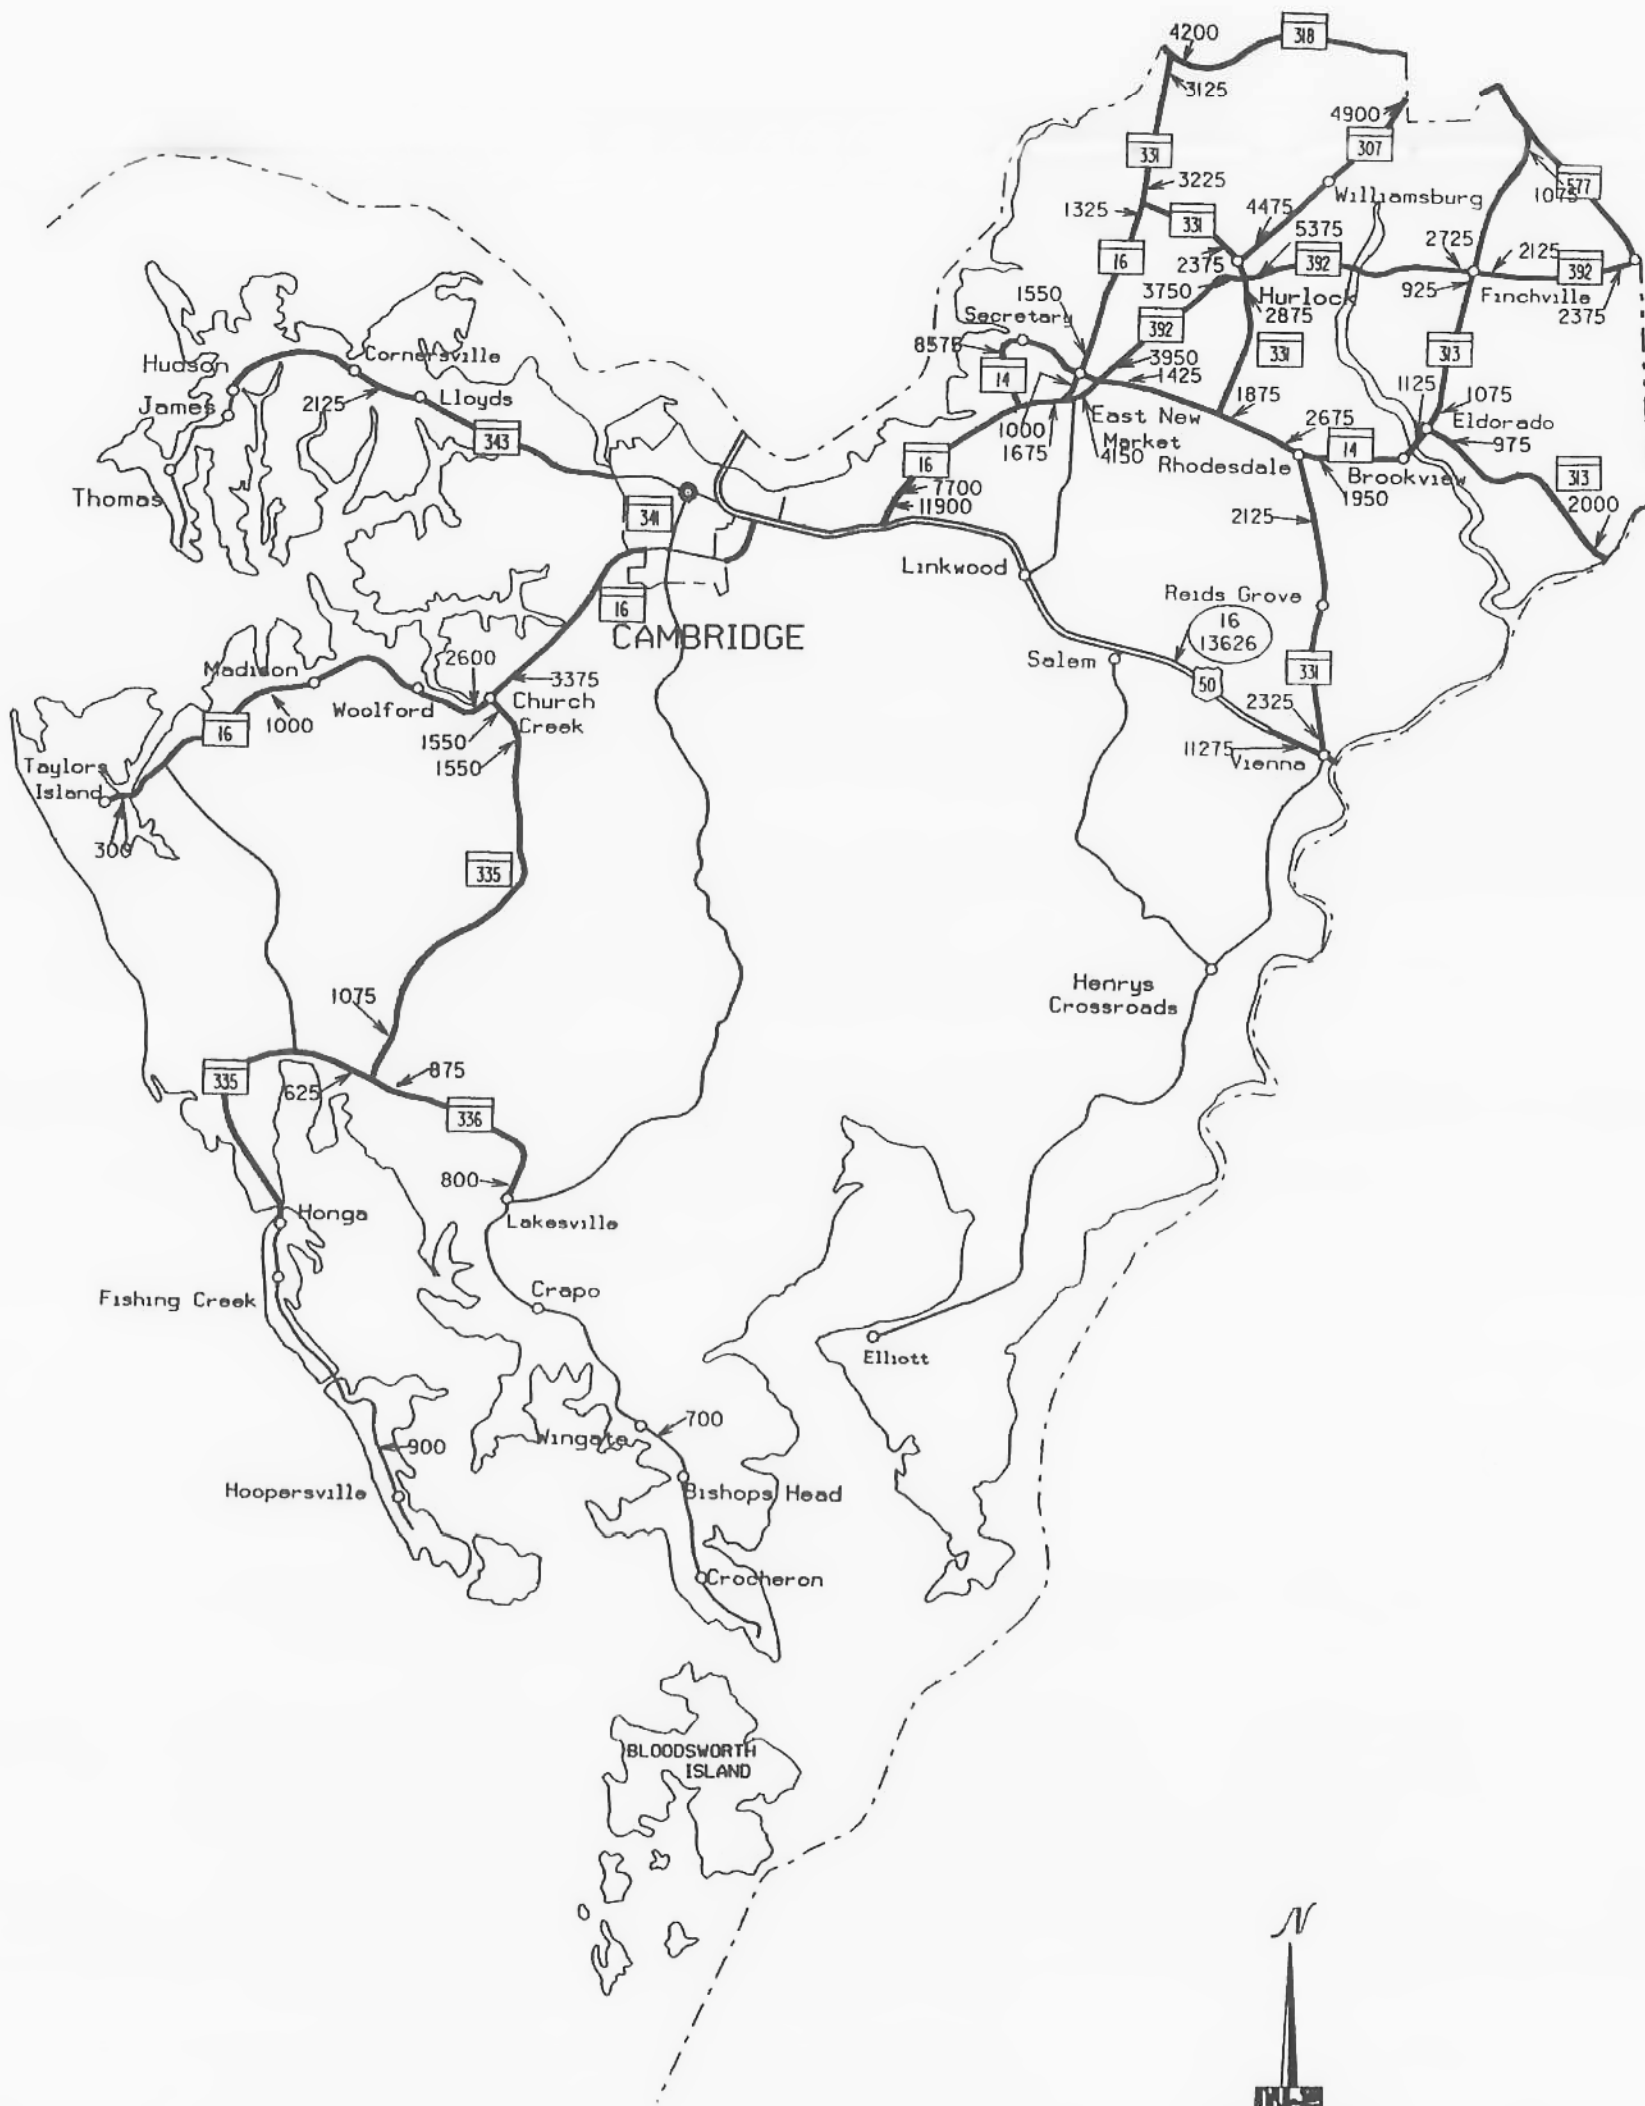 4200
318
3125
4900
307
331
577
1075
3225
Williamsburg
1325
331
4475
5375
2725
2125
16
2375
392
392
925
Finchville
3750
Hurlock
1550
2875
2375
Secretary
392
8575
3950
331
313
Cornersville
Hudson
14
1425
1125
1075
James
2125
Lloyds
1000
East New
Market
1875
Eldorado
343
1675
4150
2675
14
975
16
Rhodesdale
Brookview
313
Thomas
7700
1950
2000
341
11900
2125
Linkwood
Reids Grove
16
16
13626
CAMBRIDGE
Salem
Madison
2600
3375
331
50
Woolford
Church
Creek
2325
1000
16
1550
11275
Vienna
1550
Taylors
Island
300
335
1075
Henrys
Crossroads
335
875
625
336
800
Honga
Lakesville
Fishing Creek
Crapo
Elliott
700
Wingate
900
Hoopersville
Bishops Head
Crocheron
BLOODSWORTH
ISLAND
N